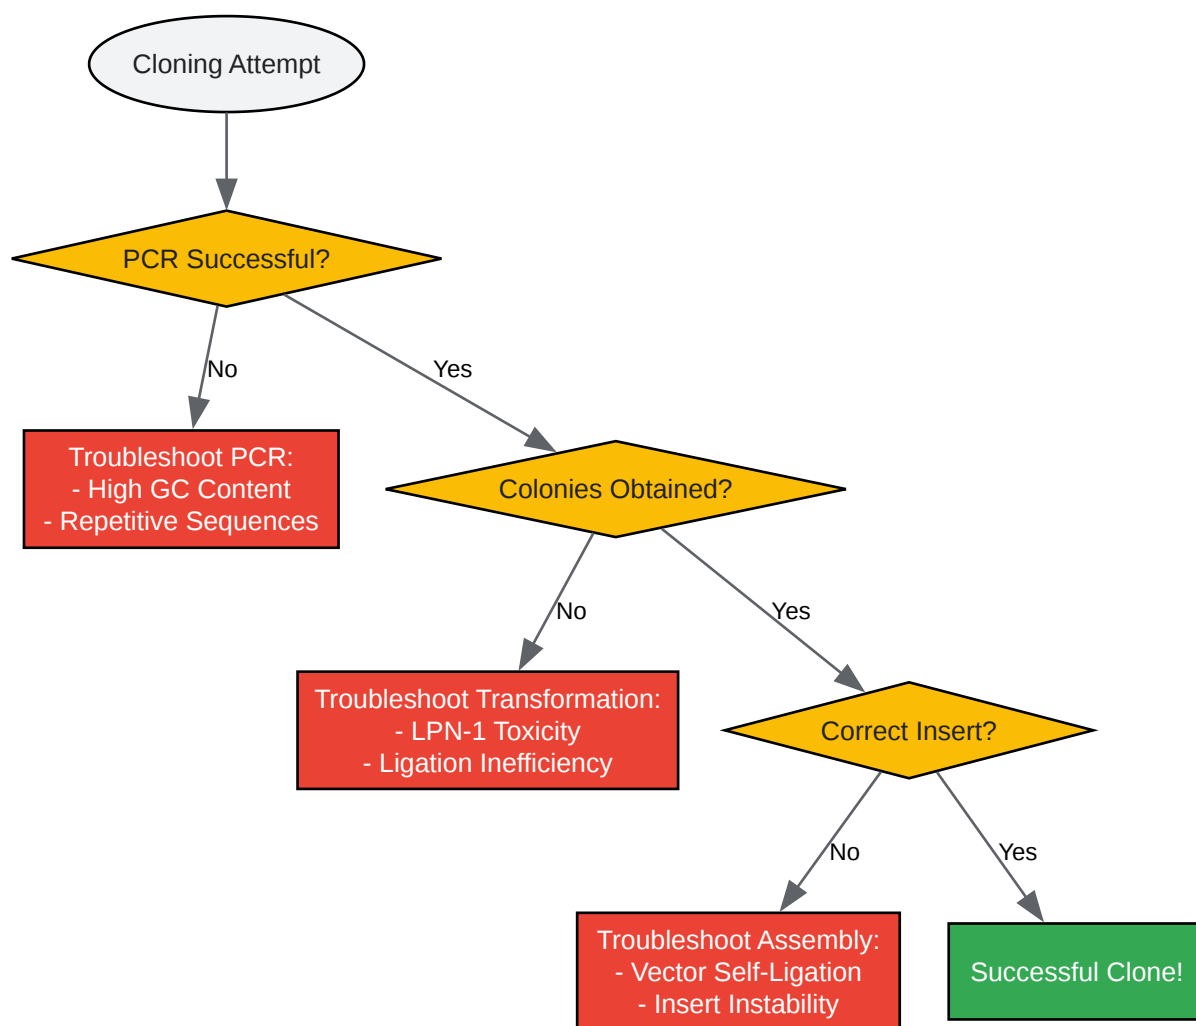 Cloning Attempt
PCR Successful?
No
Yes
Troubleshoot PCR:
- High GC Content
- Repetitive Sequences
Colonies Obtained?
No
Yes
Troubleshoot Transformation:
- LPN-1 Toxicity
- Ligation Inefficiency
Correct Insert?
No
Yes
Troubleshoot Assembly:
- Vector Self-Ligation
- Insert Instability
Successful Clone!